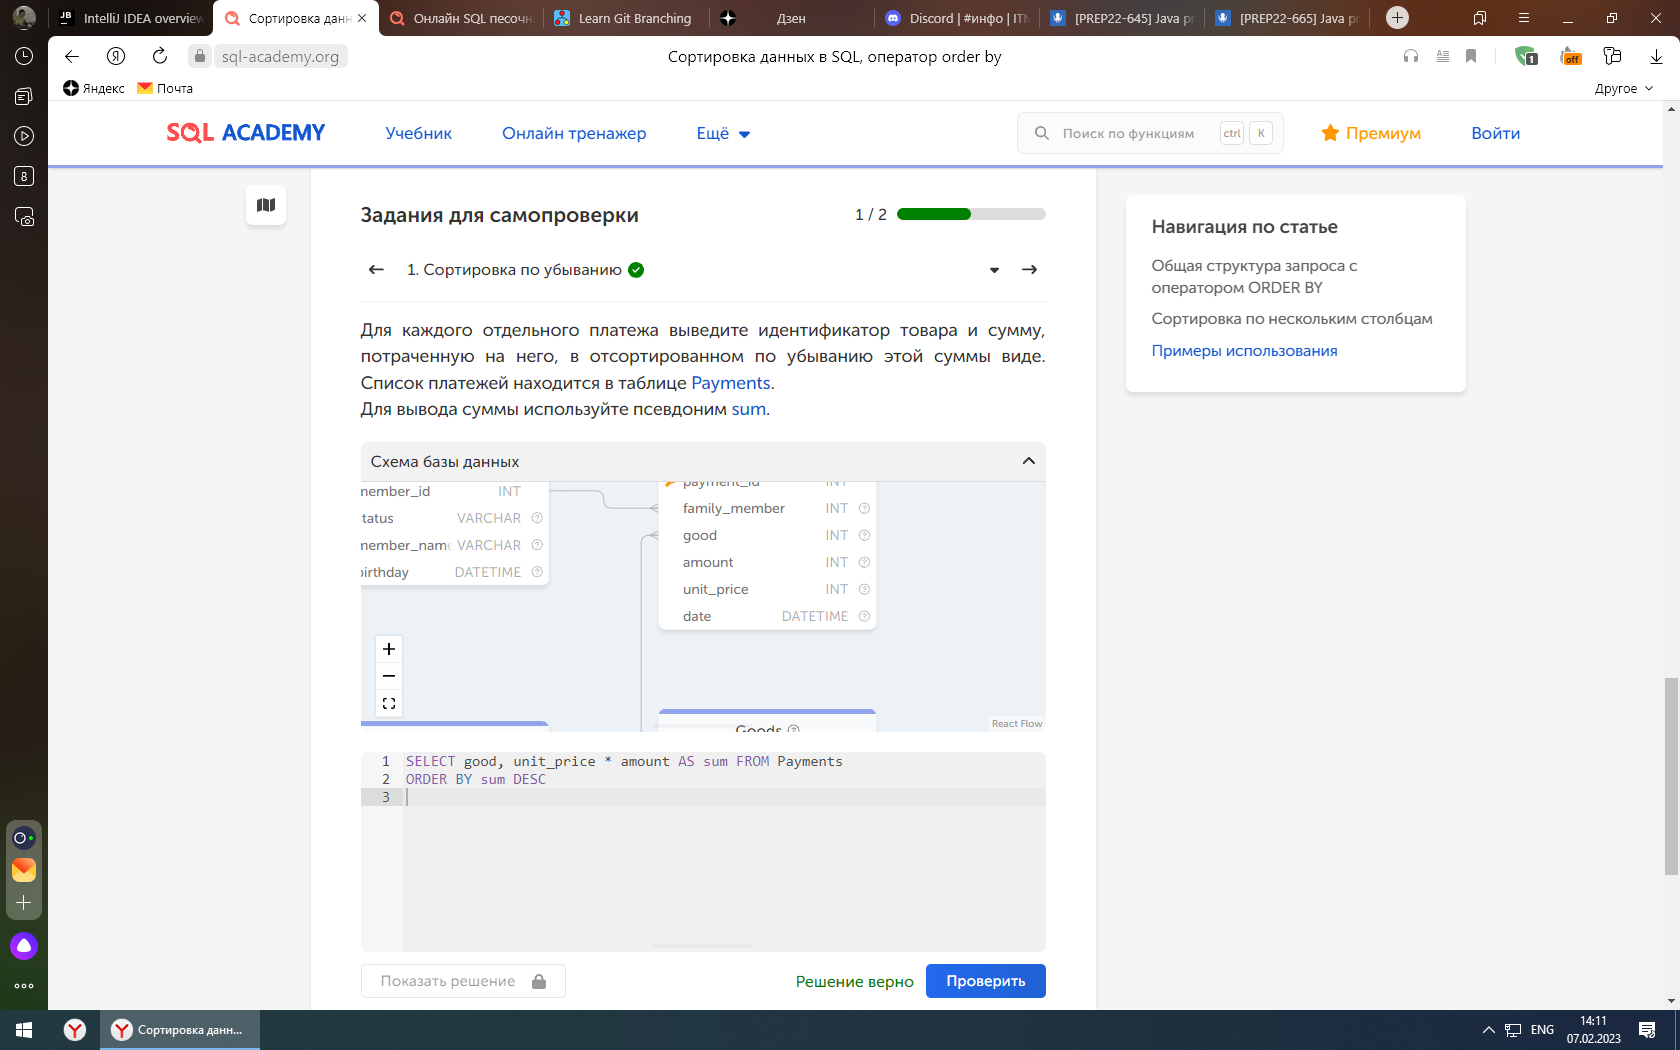 IntelliJ IDEA overview
Сортировка данн
Онлайн SQL песочн
Learn Git Branching
Дзен
Discord | #инфо | ITM
[PREP22-645] Java pr
[PREP22-665] Java pr
sql-academy.org
Сортировка данных в SQL, оператор order by
1
off
8
Яндекс
Почта
Другое
SQL ACADEMY
Учебник
Онлайн тренажер
Ещё
Поиск по функциям
ctrl
K
Премиум
Войти
Задания для самопроверки
1 / 2
1. Сортировка по убыванию
Для каждого отдельного платежа выведите идентификатор товара и сумму,
потраченную на него, в отсортированном по убыванию этой суммы виде.
Список платежей находится в таблице Payments.
Для вывода суммы используйте псевдоним sum.
Навигация по статье
Общая структура запроса с
оператором ORDER BY
Сортировка по нескольким столбцам
Примеры использования
Схема базы данных
member_id INT
tatus VARCHAR
member_name VARCHAR
birthday DATETIME
payment_id INT
family_member INT
good INT
amount INT
unit_price INT
date DATETIME
Goods
React Flow
1 SELECT good, unit_price * amount AS sum FROM Payments
2 ORDER BY sum DESC
3
Показать решение
Решение верно
Проверить
Сортировка данн...
ENG
14:11
07.02.2023